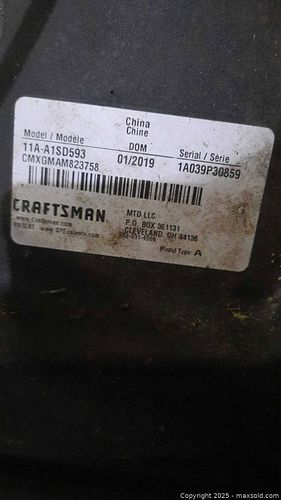 China
Chine
Model / Modèle DOM Serial / Série
11A-A1SD593 01/2019 1A039P30859
CMXGMAM823758
CRAFTSMAN
MTD LLC
P.O. BOX 361131
CLEVELAND, OH 44136
Model Type: A
Copyright © 2025 - maxsold.com